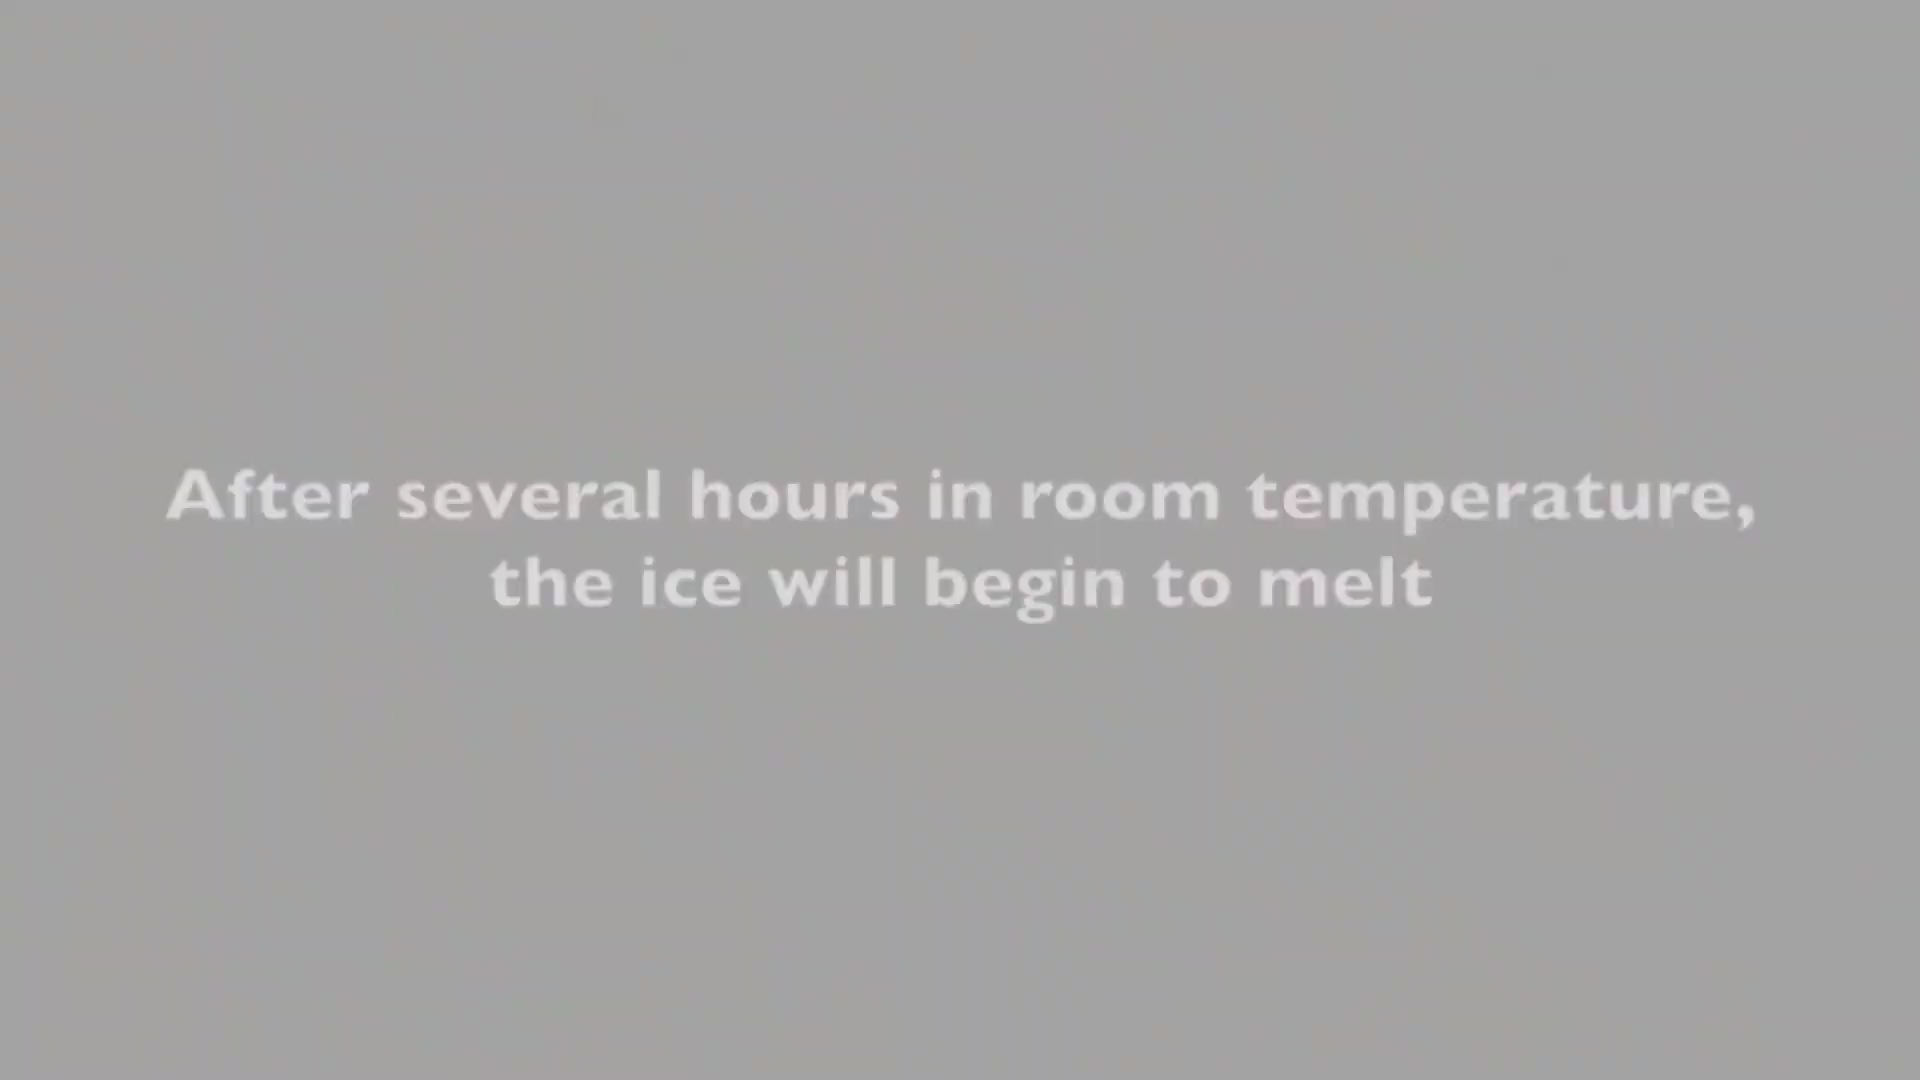 After several hours in room temperature,
the ice will begin to melt